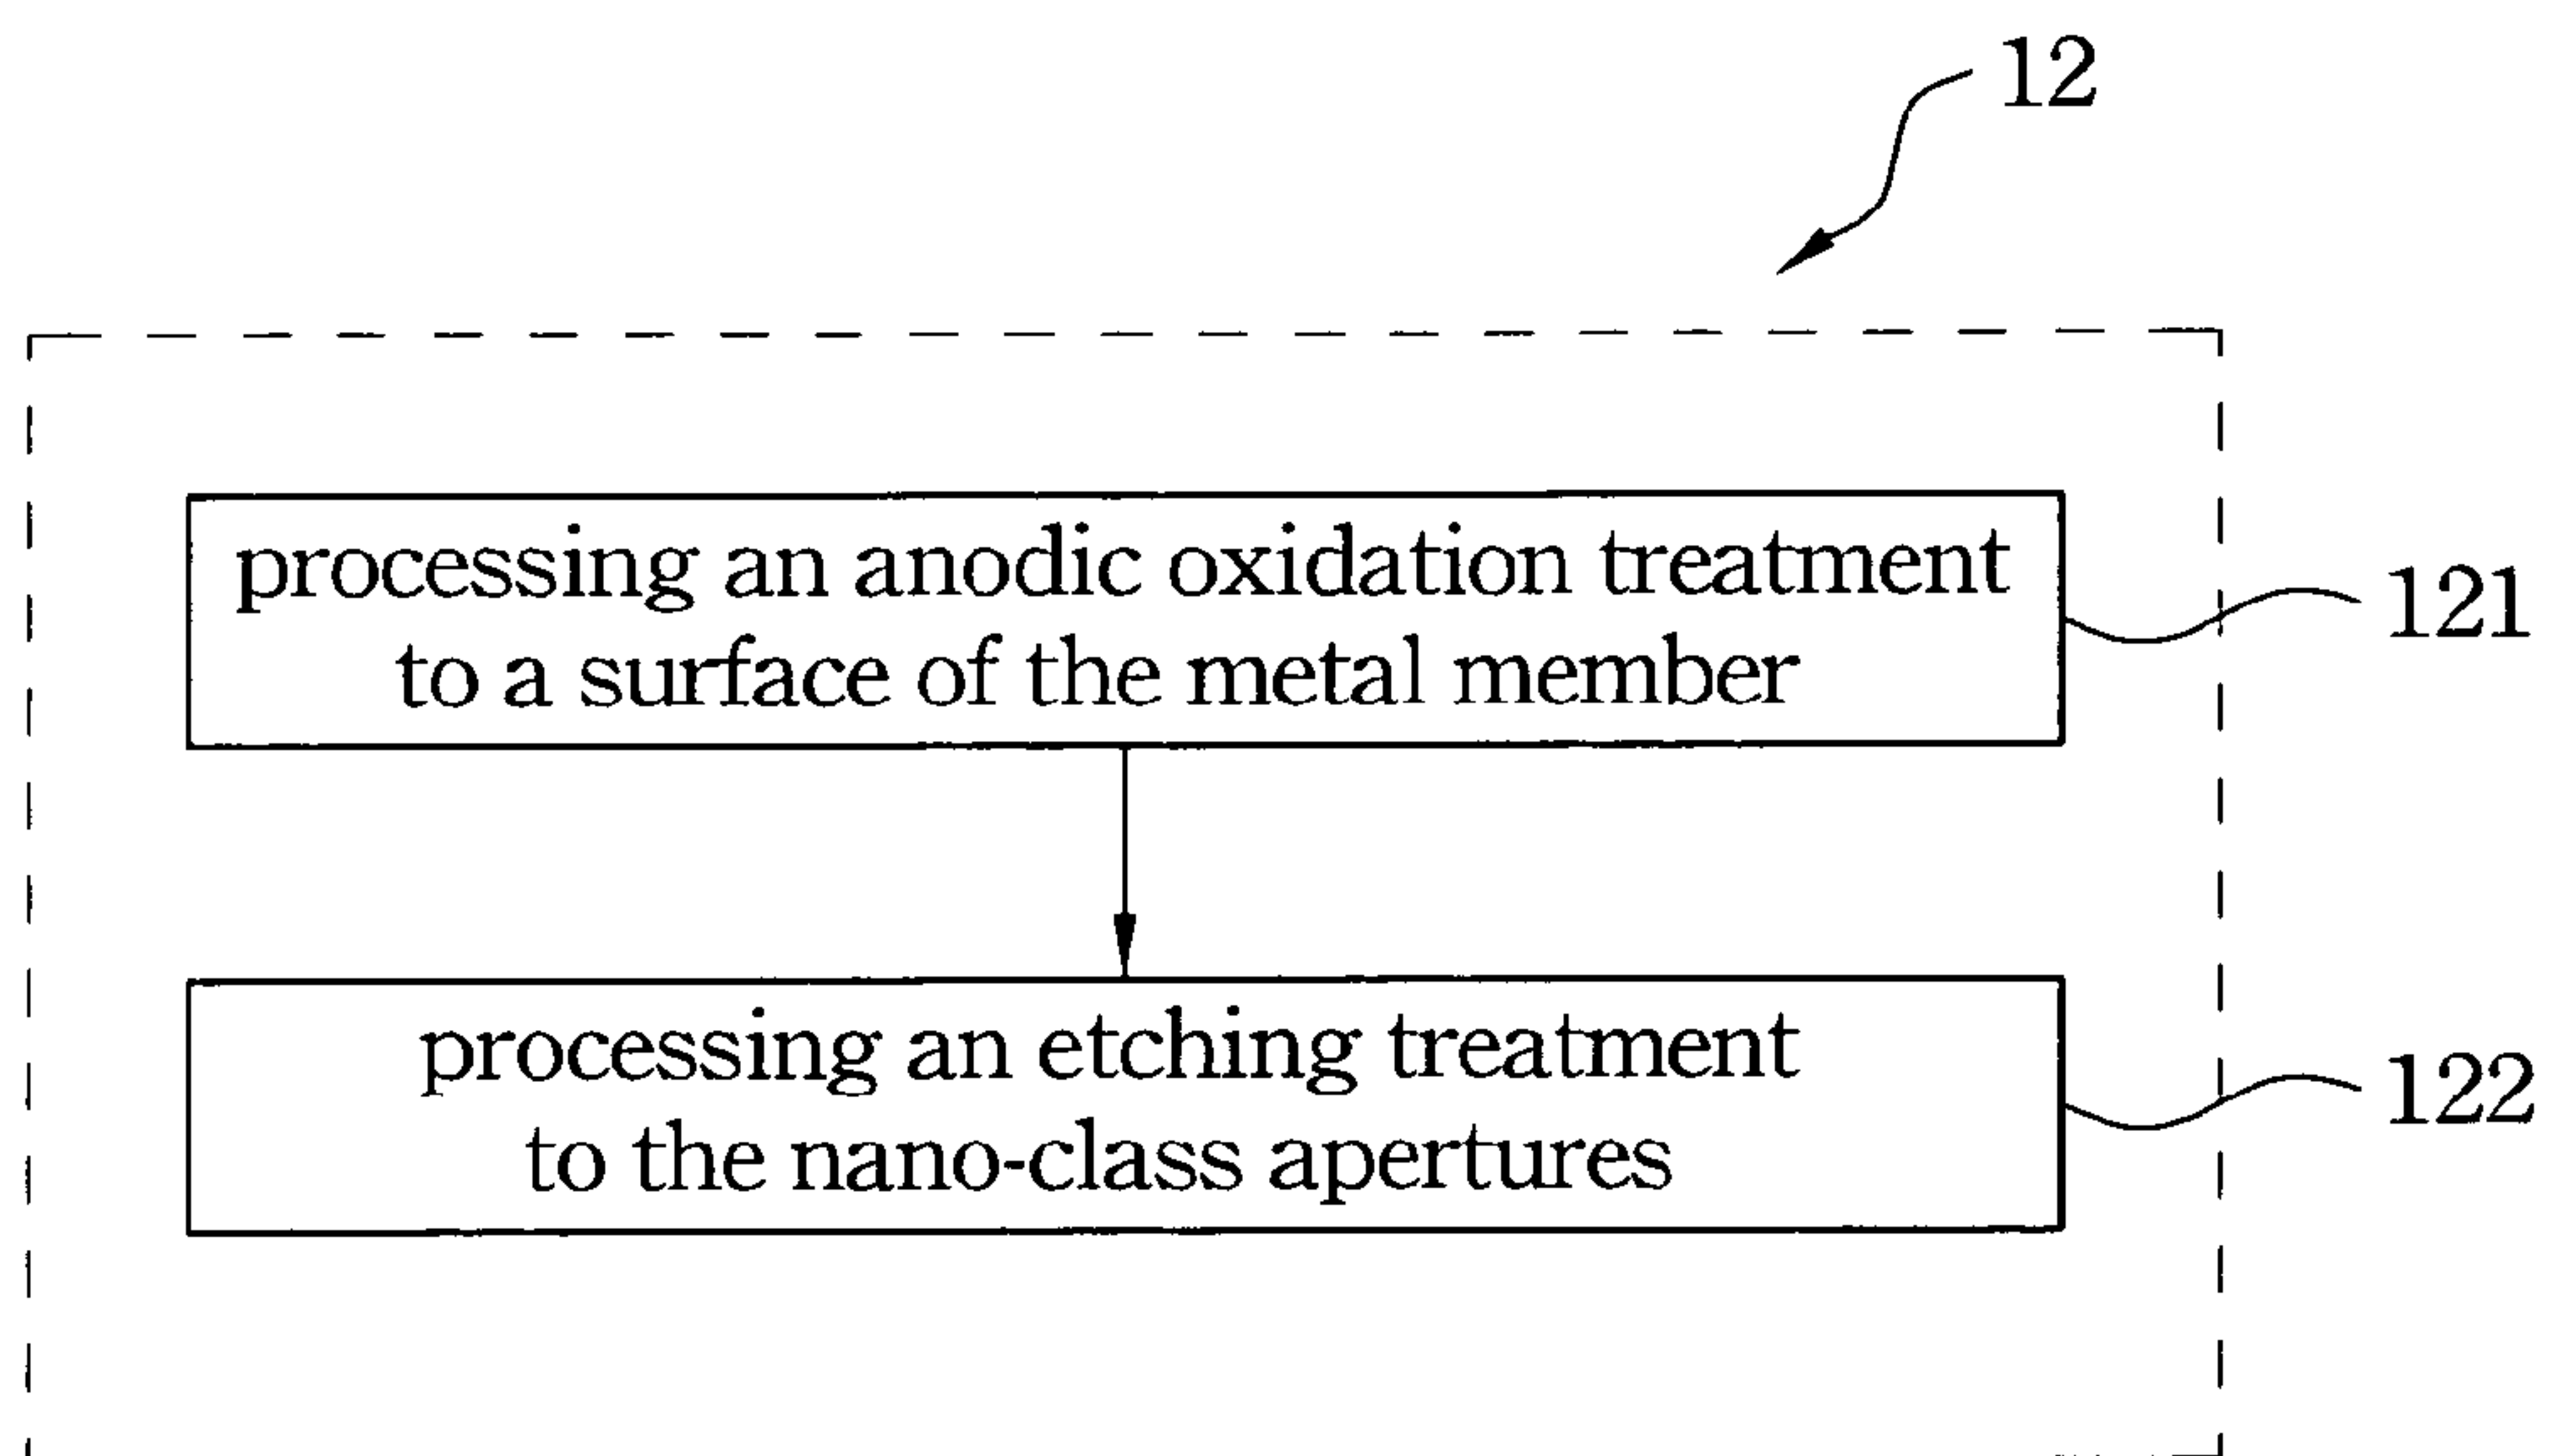 12
processing an anodic oxidation treatment
to a surface of the metal member
121
processing an etching treatment
to the nano-class apertures
122